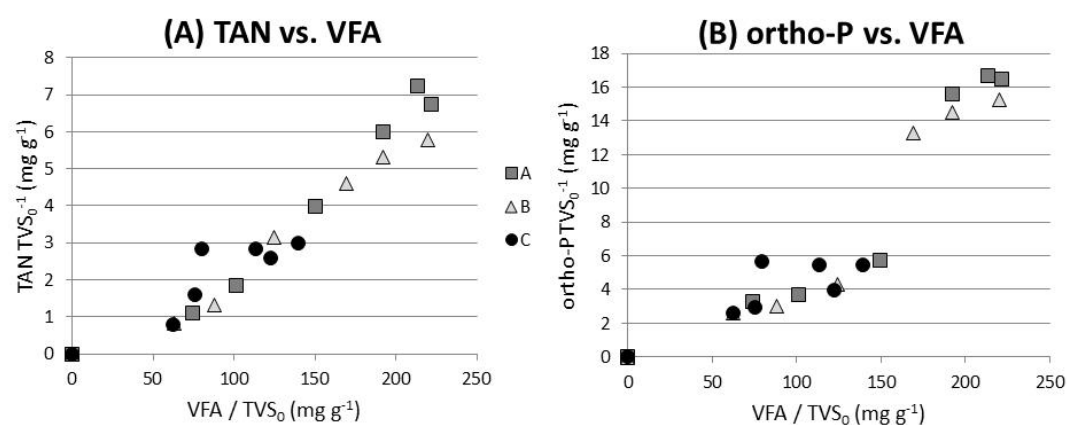 (A) TAN vs. VFA
8
7
6
5
4
3
2
1
0
TAN TVS₀⁻¹ (mg g⁻¹)
0 50 100 150 200 250
VFA / TVS₀ (mg g⁻¹)
A
B
C
(B) ortho-P vs. VFA
18
16
14
12
10
8
6
4
2
0
ortho-PTVS₀⁻¹ (mg g⁻¹)
0 50 100 150 200 250
VFA / TVS₀ (mg g⁻¹)